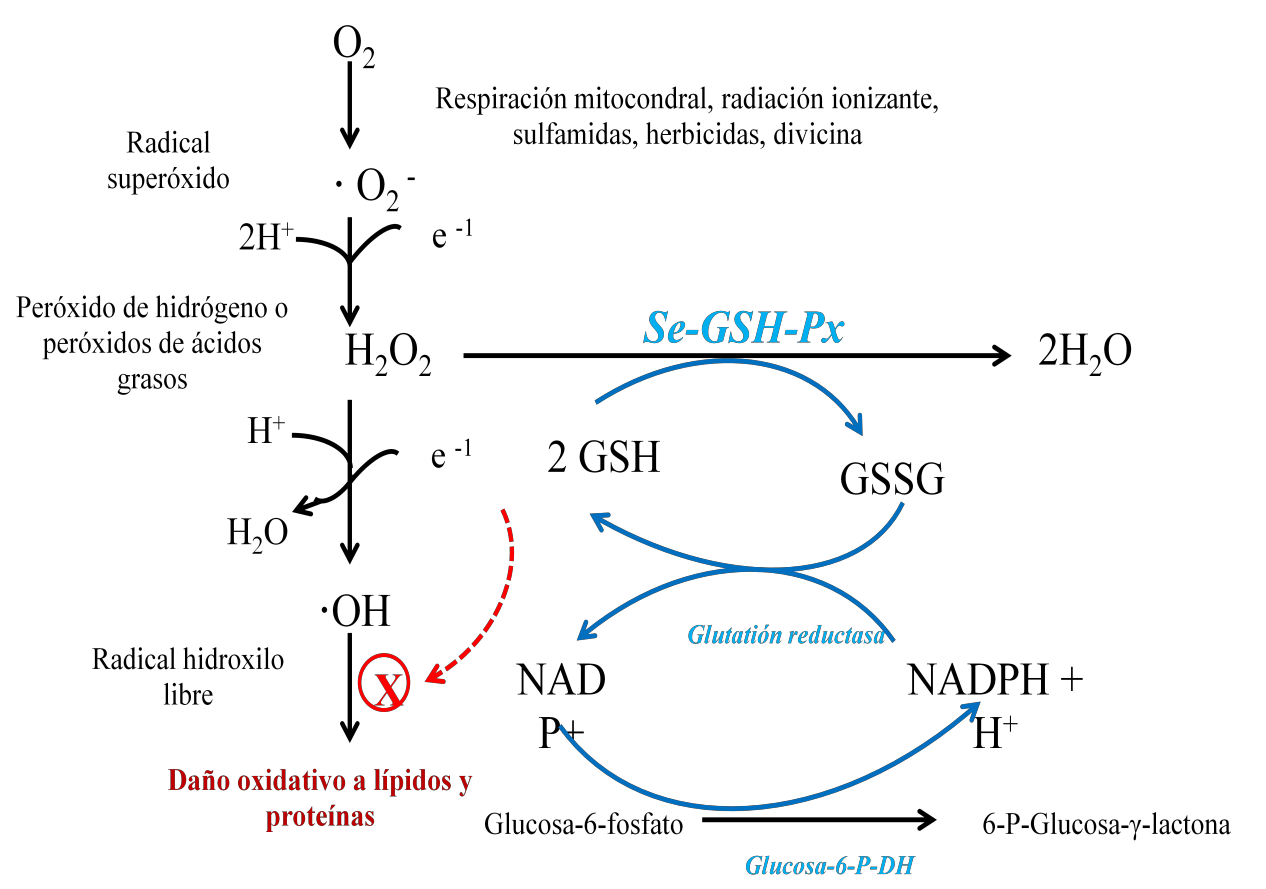 O₂
Respiración mitocondral, radiación ionizante,
sulfamidas, herbicidas, divicina
Radical
superóxido
· O₂⁻
2H⁺
e ⁻¹
Peróxido de hidrógeno o
peróxidos de ácidos
grasos
H₂O₂
Se-GSH-Px
2H₂O
H⁺
e ⁻¹
2 GSH
GSSG
H₂O
·OH
Glutatión reductasa
Radical hidroxilo
libre
X
NAD
P+
NADPH +
H⁺
Daño oxidativo a lípidos y
proteínas
Glucosa-6-fosfato
6-P-Glucosa-γ-lactona
Glucosa-6-P-DH